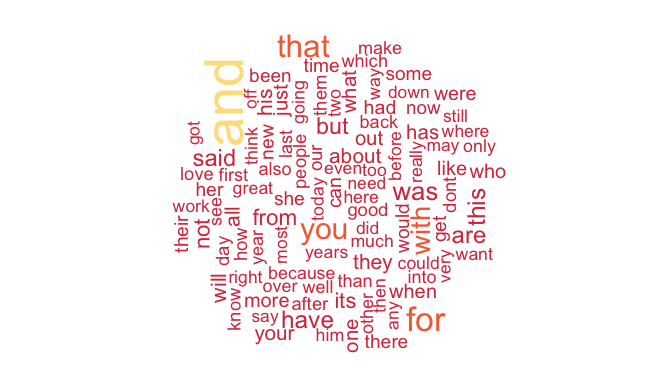 make
that
time which
been
them
way
some
and
off
his
just
going
two
what
down were
had now
still
got
think
new
last
people
our
but
back
out
has where
before
really
may only
said
also
about
even too
like who
love first
great
she
today
can
need
here
was
dont
this
her
work
see
their
not
all
from
good
would
with
get
are
day
how
year
most
you
did
much
very
want
years
they
could
into
will
right because
than
then
over well
when
know
more after
its
other
any
for
say
have
your
him
one
there